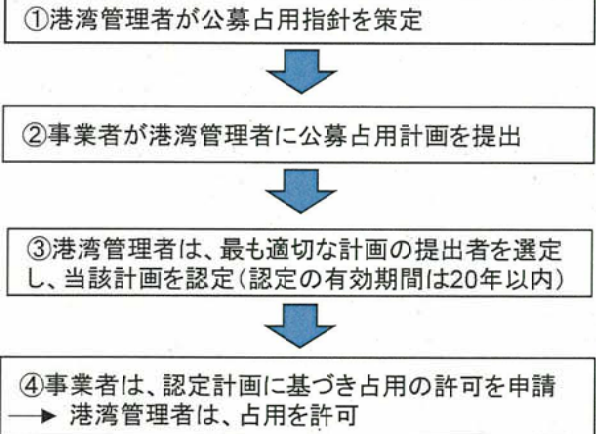 ①港湾管理者が公募占用指針を策定
②事業者が港湾管理者に公募占用計画を提出
③港湾管理者は、最も適切な計画の提出者を選定
し、当該計画を認定(認定の有効期間は20年以内)
④事業者は、認定計画に基づき占用の許可を申請
→ 港湾管理者は、占用を許可